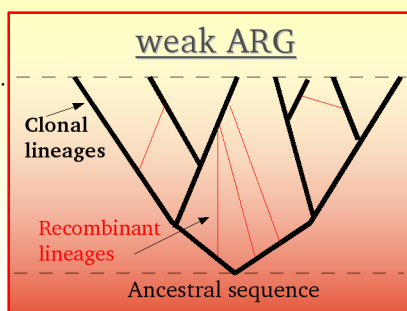 weak ARG
Clonal
lineages
Recombinant
lineages
Ancestral sequence